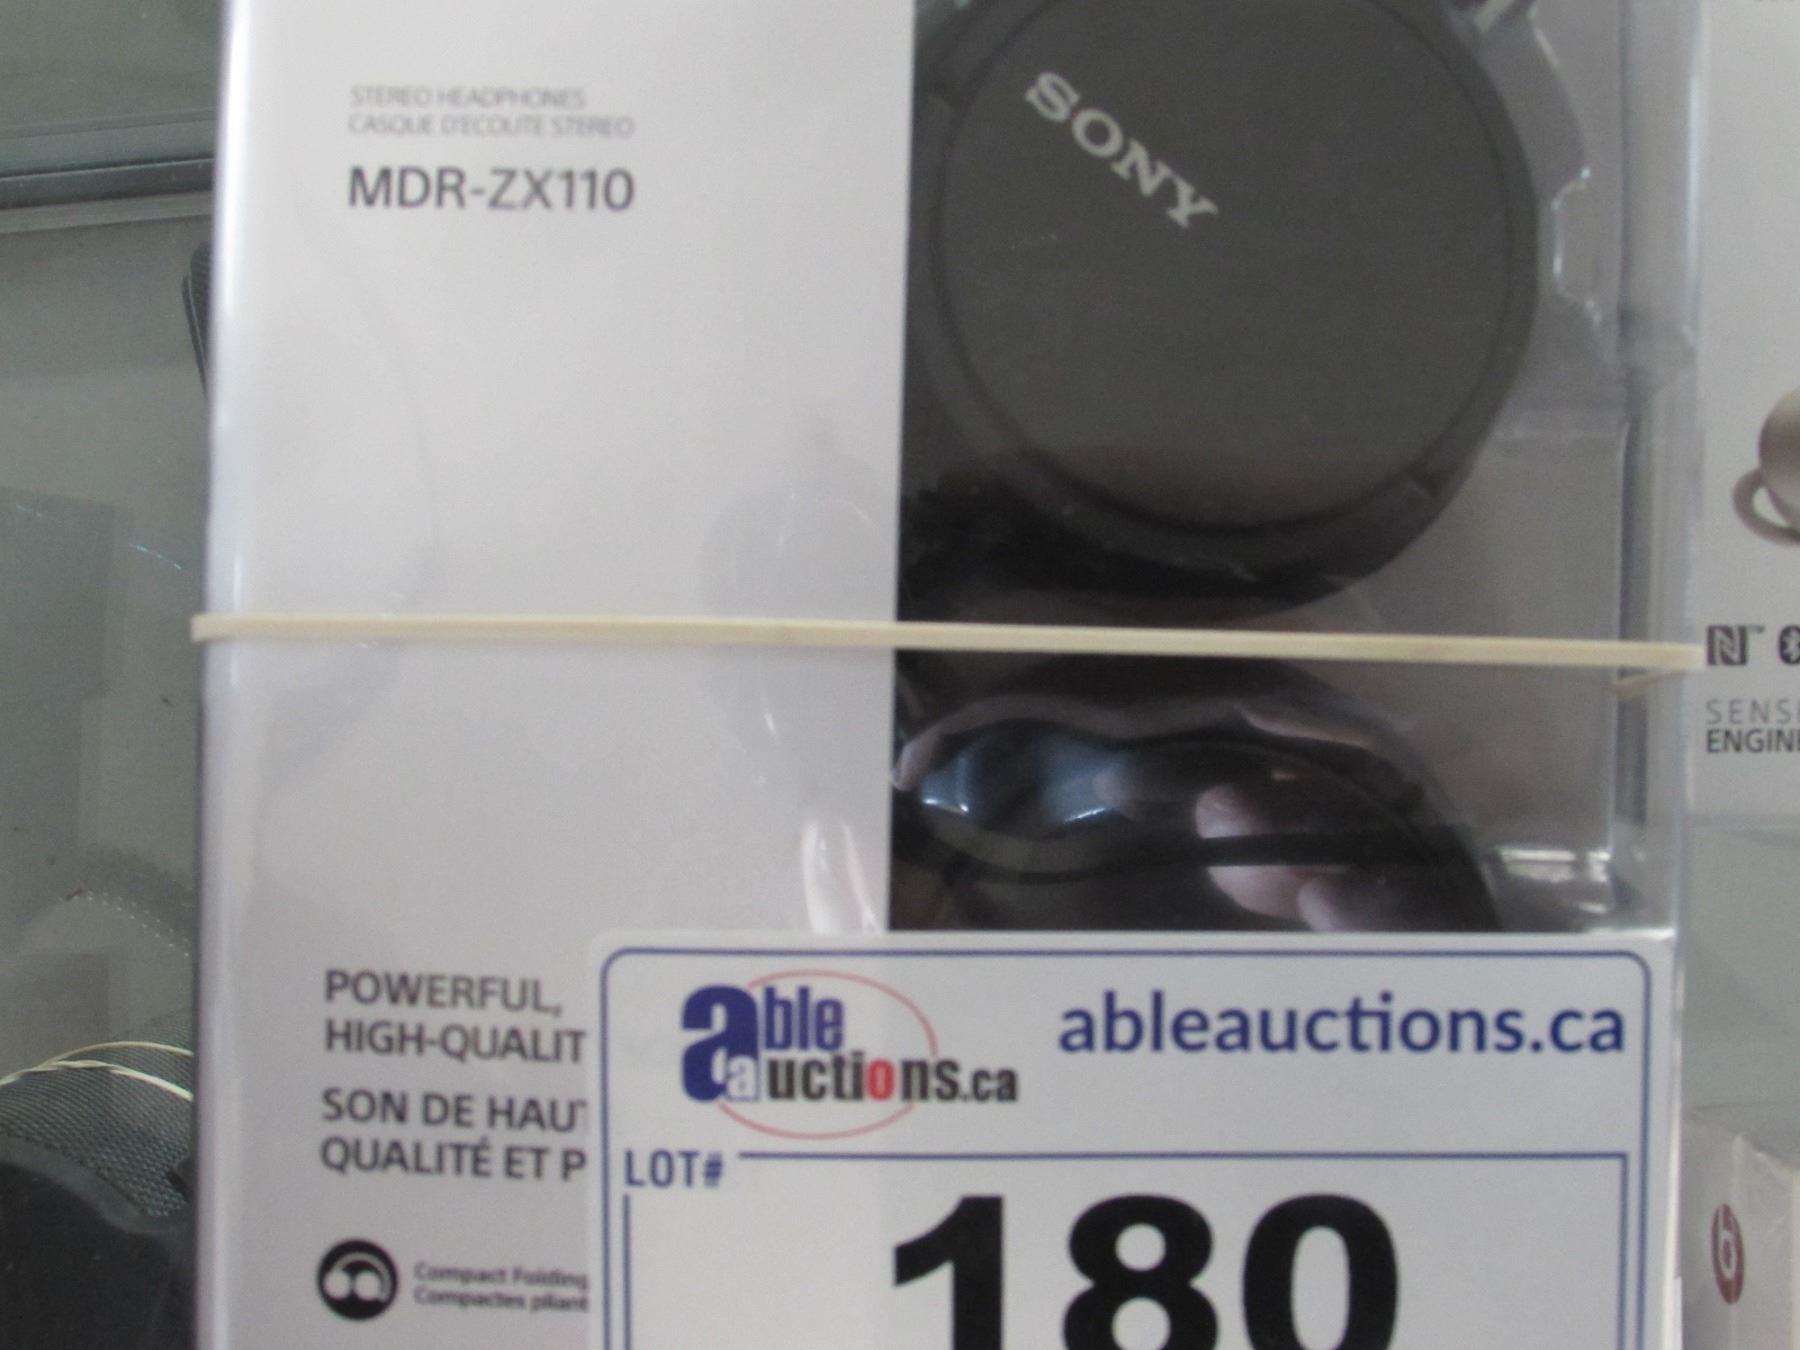 STEREO HEADPHONES
CASQUE D'ECOUTE STEREO
MDR-ZX110
SONY
N™
SENS
ENGIN
POWERFUL,
HIGH-QUALIT
SON DE HAUT
QUALITÉ ET P
Compact Folding
Compactes pliant
able auctions.ca
ableauctions.ca
LOT#
180
b